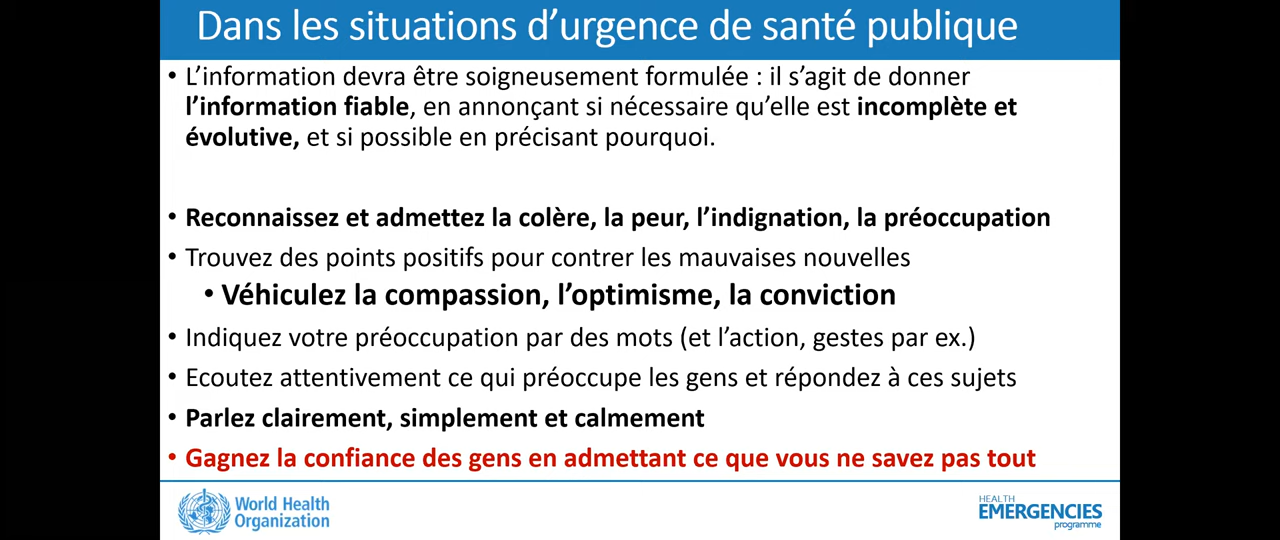 Dans les situations d’urgence de santé publique
• L’information devra être soigneusement formulée : il s’agit de donner
l’information fiable, en annonçant si nécessaire qu’elle est incomplète et
évolutive, et si possible en précisant pourquoi.
• Reconnaissez et admettez la colère, la peur, l’indignation, la préoccupation
• Trouvez des points positifs pour contrer les mauvaises nouvelles
• Véhiculez la compassion, l’optimisme, la conviction
• Indiquez votre préoccupation par des mots (et l’action, gestes par ex.)
• Ecoutez attentivement ce qui préoccupe les gens et répondez à ces sujets
• Parlez clairement, simplement et calmement
• Gagnez la confiance des gens en admettant ce que vous ne savez pas tout
World Health
Organization
HEALTH
EMERGENCIES
programme